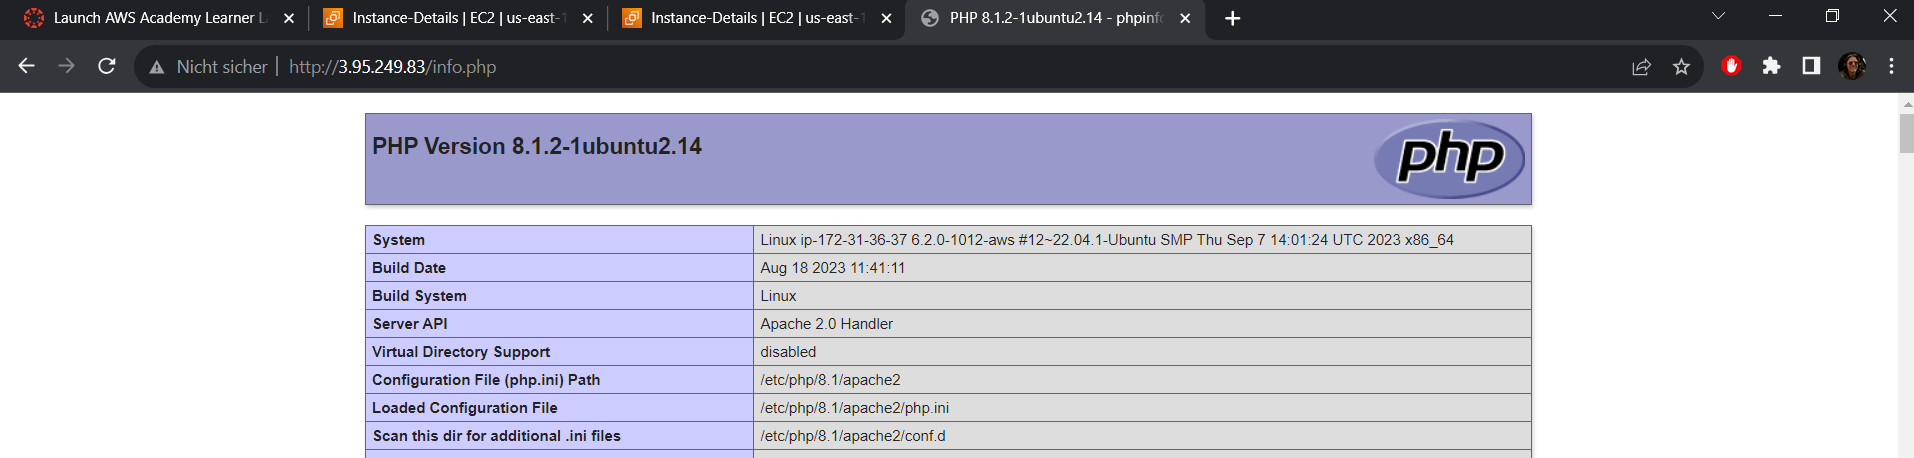 Launch AWS Academy Learner L
Instance-Details | EC2 | us-east-1
Instance-Details | EC2 | us-east-1
PHP 8.1.2-1ubuntu2.14 - phpinfo
Nicht sicher | http://3.95.249.83/info.php
PHP Version 8.1.2-1ubuntu2.14
php
System Linux ip-172-31-36-37 6.2.0-1012-aws #12~22.04.1-Ubuntu SMP Thu Sep 7 14:01:24 UTC 2023 x86_64
Build Date Aug 18 2023 11:41:11
Build System Linux
Server API Apache 2.0 Handler
Virtual Directory Support disabled
Configuration File (php.ini) Path /etc/php/8.1/apache2
Loaded Configuration File /etc/php/8.1/apache2/php.ini
Scan this dir for additional .ini files /etc/php/8.1/apache2/conf.d